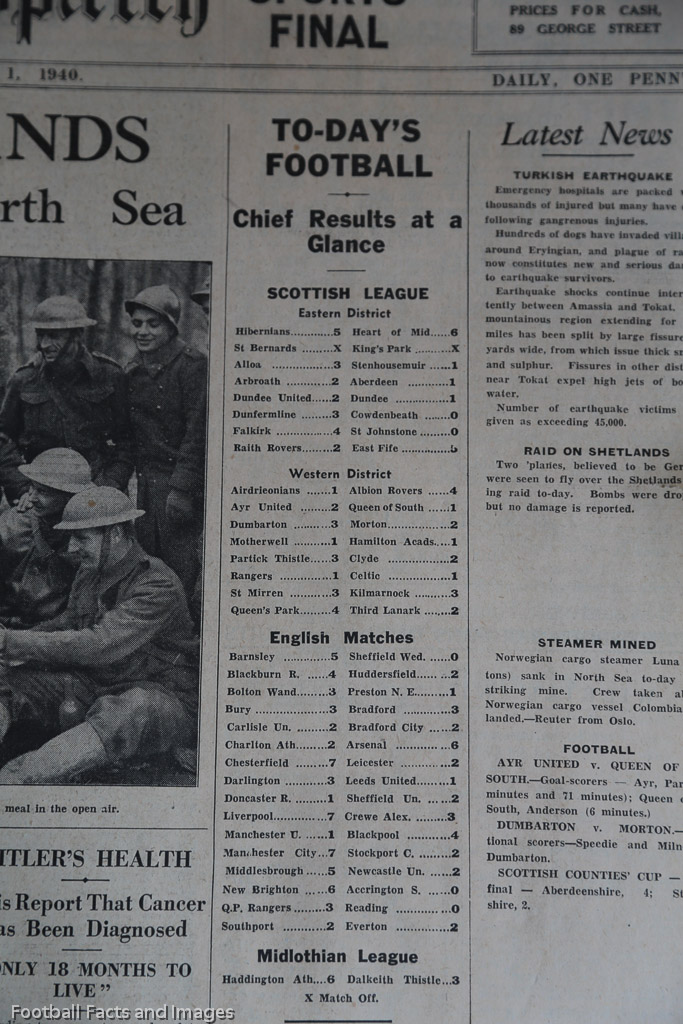 SPORTS
FINAL
PRICES FOR CASH,
89 GEORGE STREET
1, 1940.
DAILY, ONE PENN
NDS
rth Sea
meal in the open air.
ITLER'S HEALTH
is Report That Cancer
as Been Diagnosed
NLY 18 MONTHS TO
LIVE"
TO-DAY'S
FOOTBALL
Chief Results at a
Glance
SCOTTISH LEAGUE
Eastern District
Hibernians............5 Heart of Mid......6
St Bernards .........X King's Park .........X
Alloa ..................3 Stenhousemuir ......1
Arbroath ............2 Aberdeen ............1
Dundee United......2 Dundee ...............1
Dunfermline .........3 Cowdenbeath ......0
Falkirk ...............4 St Johnstone ......0
Raith Rovers.........2 East Fife ...............
Western District
Airdrieonians ......1 Albion Rovers ......4
Ayr United .........2 Queen of South ......1
Dumbarton .........3 Morton...............2
Motherwell .........1 Hamilton Acads....1
Partick Thistle......3 Clyde ..................2
Rangers ............1 Celtic ..................1
St Mirren ............3 Kilmarnock .........3
Queen's Park.........4 Third Lanark ......2
English Matches
Barnsley ............5 Sheffield Wed. ......0
Blackburn R. ......4 Huddersfield.........2
Bolton Wand.........3 Preston N. E.........1
Bury ..................3 Bradford ............3
Carlisle Un. .........2 Bradford City ......2
Charlton Ath.........2 Arsenal ...............6
Chesterfield .........7 Leicester ............2
Darlington .........3 Leeds United.........1
Doncaster R. .........1 Sheffield Un. ......2
Liverpool............7 Crewe Alex. .........3
Manchester U. ......1 Blackpool ............4
Manchester City...7 Stockport C. .........2
Middlesbrough ......5 Newcastle Un. ......2
New Brighton ......6 Accrington S. ......0
Q.P. Rangers.........3 Reading ...............0
Southport ............2 Everton ...............2
Midlothian League
Haddington Ath....6 Dalkeith Thistle...3
X Match Off.
Latest News
TURKISH EARTHQUAKE
Emergency hospitals are packed
thousands of injured but many have
following gangrenous injuries.
Hundreds of dogs have invaded vill
around Eryingian, and plague of ra
now constitutes new and serious da
to earthquake survivors.
Earthquake shocks continue inter
tently between Amassia and Tokat.
mountainous region extending for
miles has been split by large fissure
yards wide, from which issue thick s
and sulphur. Fissures in other dist
near Tokat expel high jets of bo
water.
Number of earthquake victims
given as exceeding 45,000.
RAID ON SHETLANDS
Two 'planes, believed to be Ger
were seen to fly over the Shetlands
ing raid to-day. Bombs were dro
but no damage is reported.
STEAMER MINED
Norwegian cargo steamer Luna
tons) sank in North Sea to-day
striking mine. Crew taken a
Norwegian cargo vessel Colombia
landed.—Reuter from Oslo.
FOOTBALL
AYR UNITED v. QUEEN OF
SOUTH.—Goal-scorers — Ayr, Par
minutes and 71 minutes); Queen
South, Anderson (6 minutes.)
DUMBARTON v. MORTON.—
tional scorers—Speedie and Miln
Dumbarton.
SCOTTISH COUNTIES' CUP —
final — Aberdeenshire, 4; St
shire, 2.
Football Facts and Images